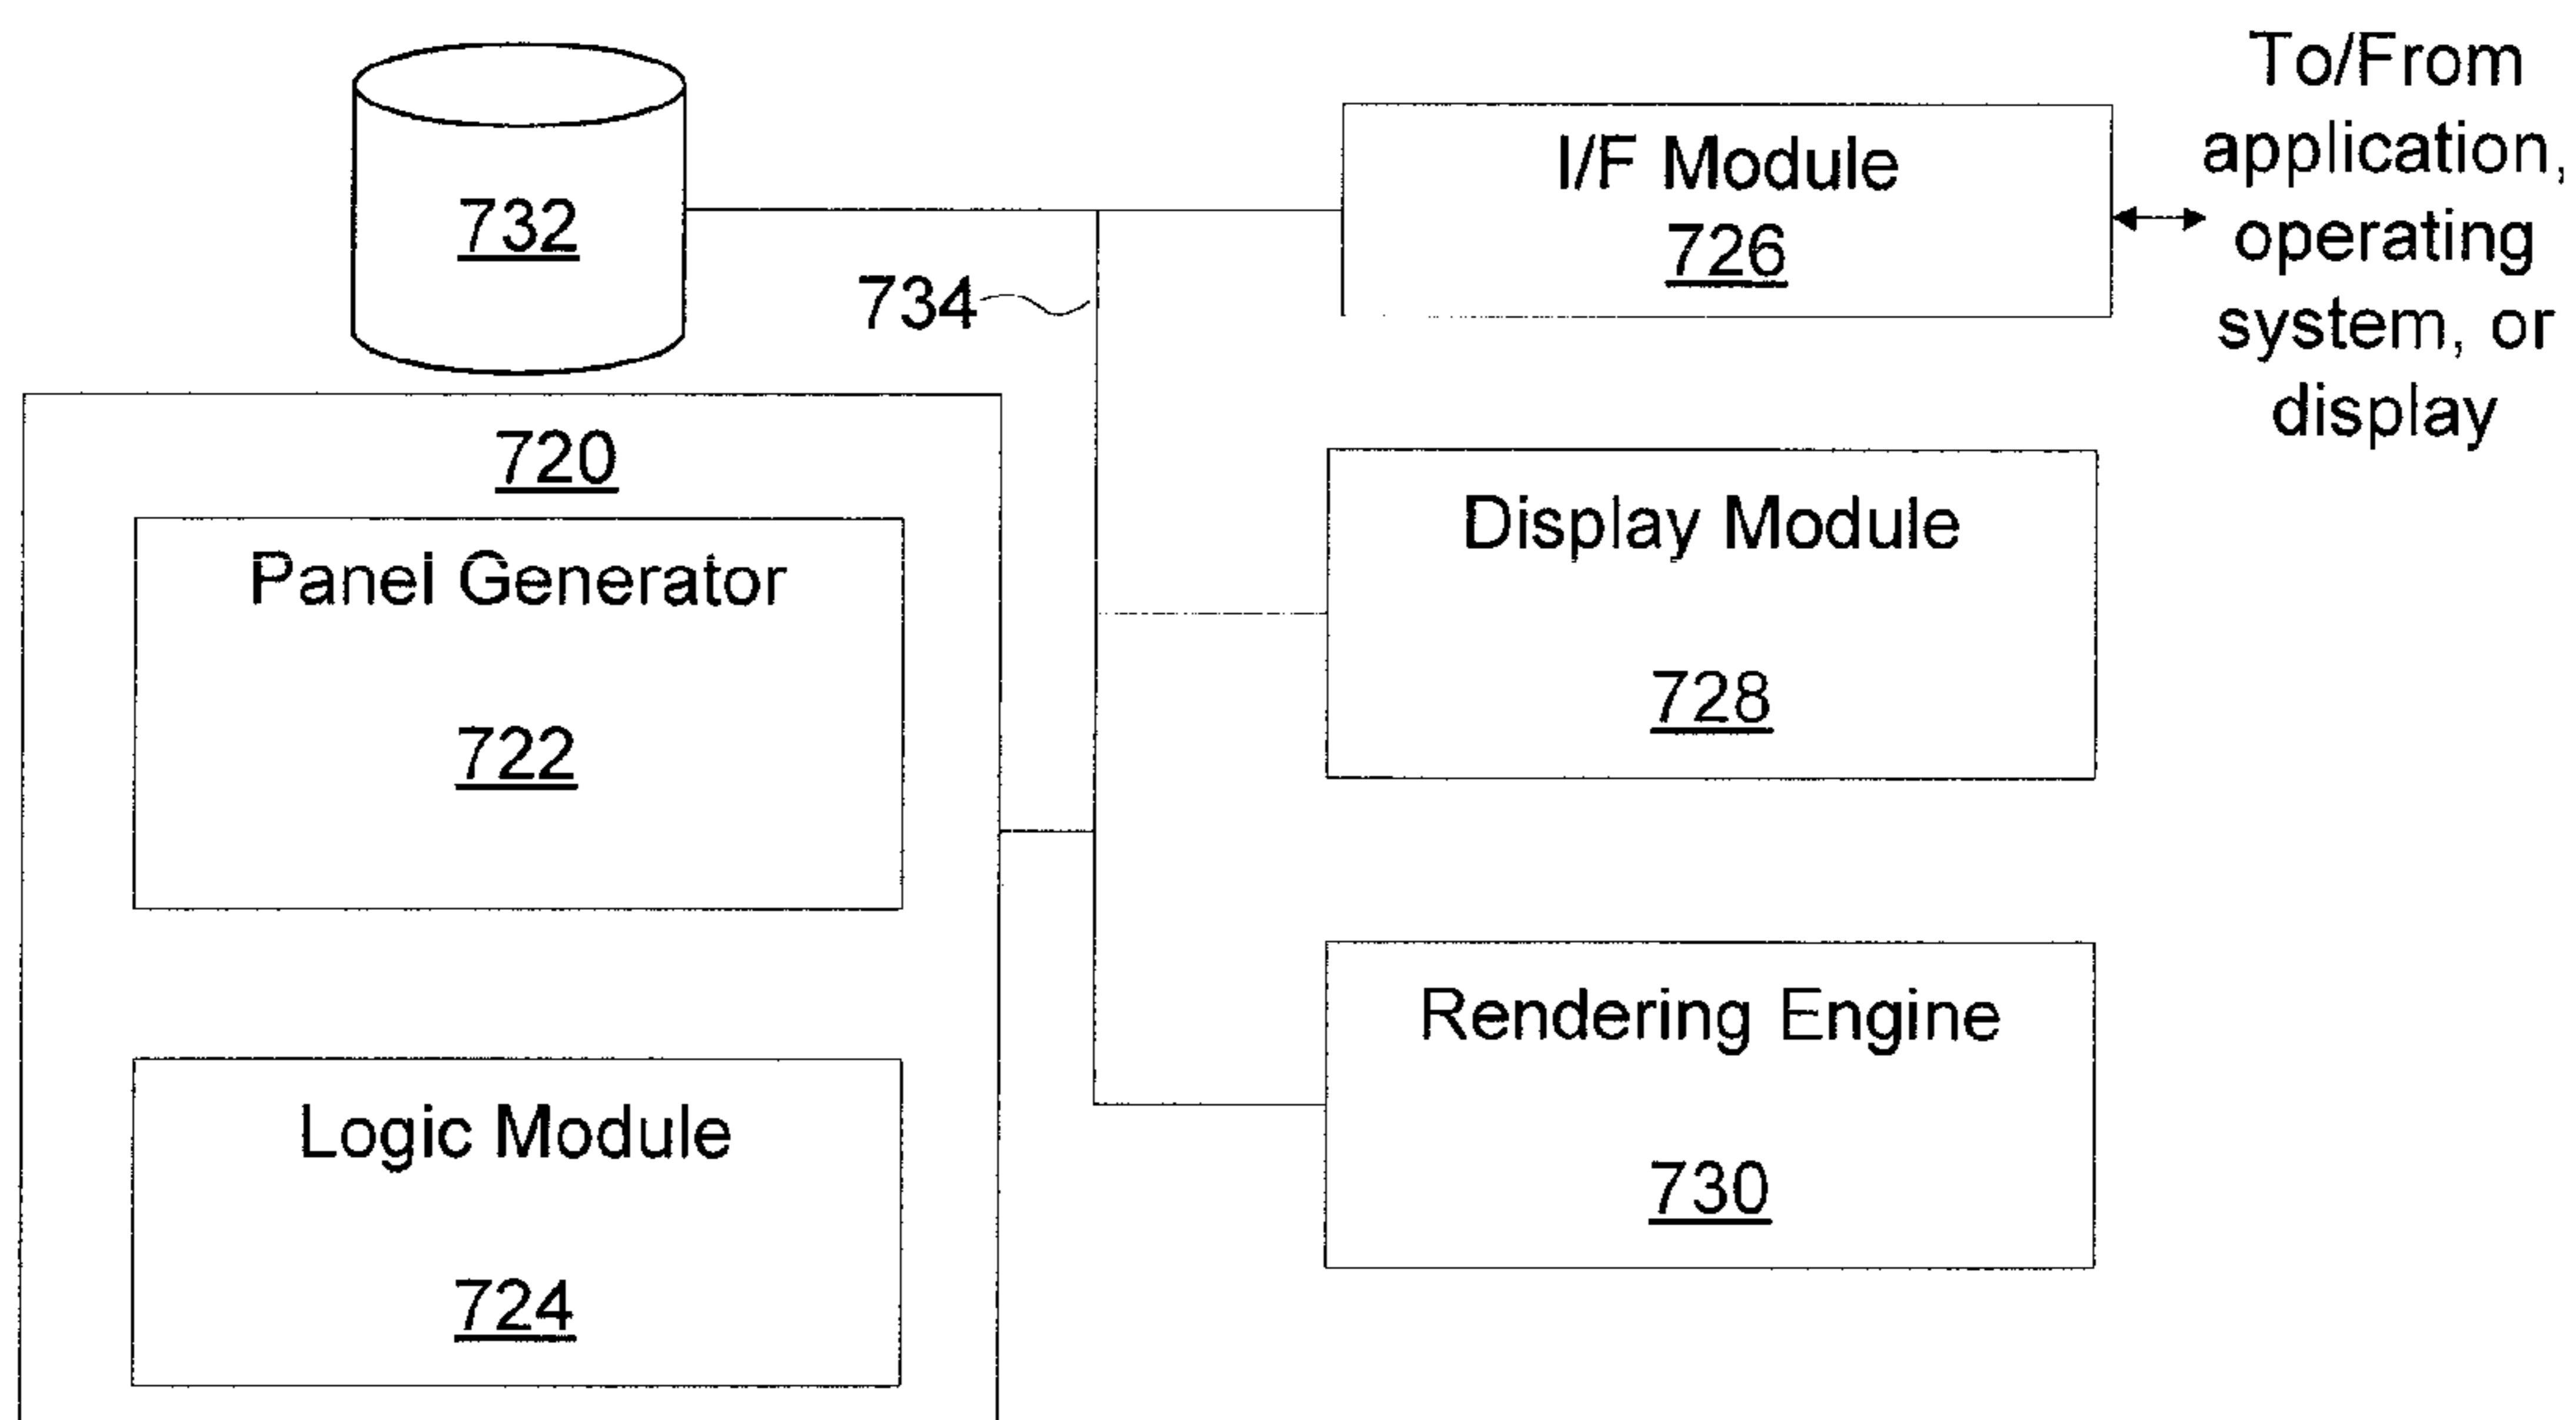 732
734
I/F Module
726
To/From
application,
operating
system, or
display
720
Panel Generator
722
Logic Module
724
Display Module
728
Rendering Engine
730